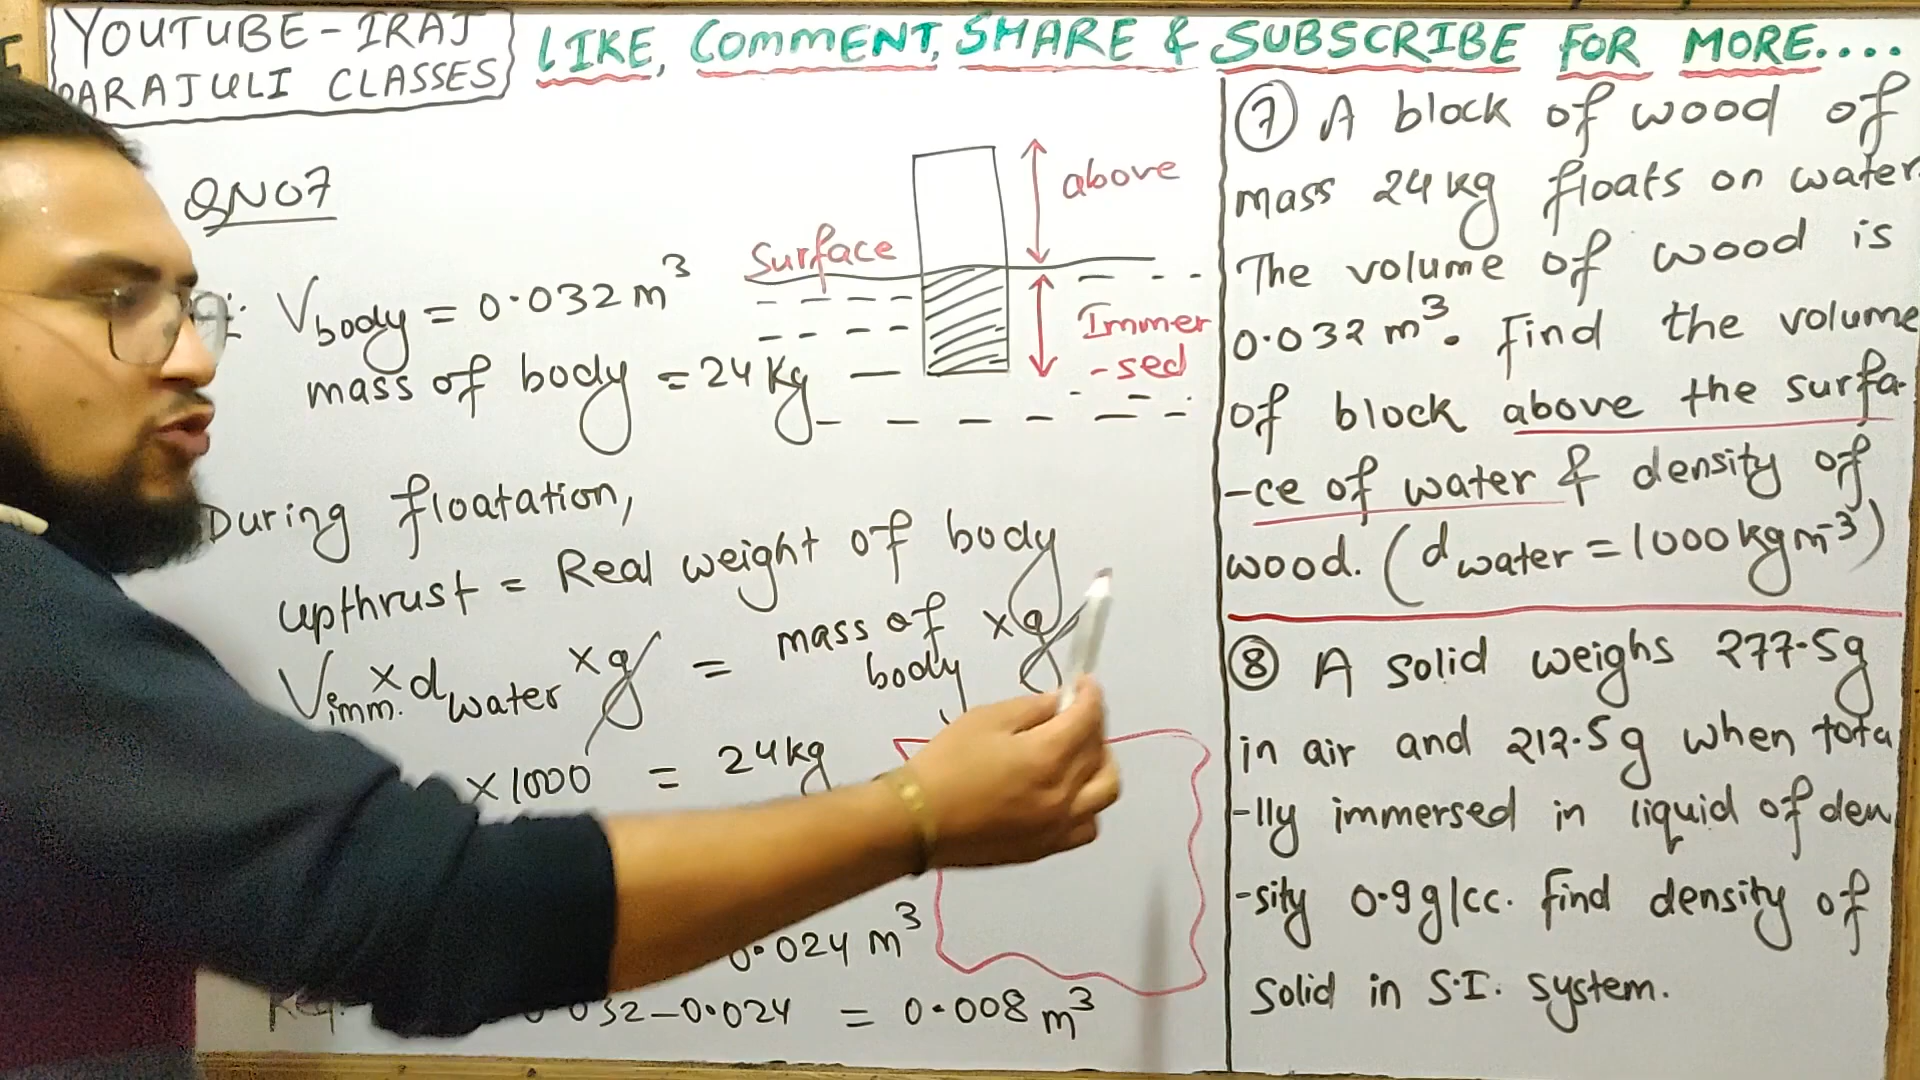 YOUTUBE - IRAJ
PARAJULI CLASSES
LIKE, COMMENT, SHARE & SUBSCRIBE FOR MORE....
QNO7
Vbody = 0.032 m³
mass of body = 24 kg
above
Surface
Immer
-sed
During floatation,
upthrust = Real weight of body
Vimm. × dwater × g = mass of body × g
× 1000 = 24 kg
0.024 m³
Req. 032 - 0.024 = 0.008 m³
⑦ A block of wood of
mass 24 kg floats on water.
The volume of wood is
0.032 m³. Find the volume
of block above the surfa-
-ce of water & density of
wood. (dwater = 1000 kg m⁻³)
⑧ A solid weighs 277.5g
in air and 212.5g when tota
-lly immersed in liquid of den
-sity 0.9g/cc. Find density of
Solid in S.I. system.